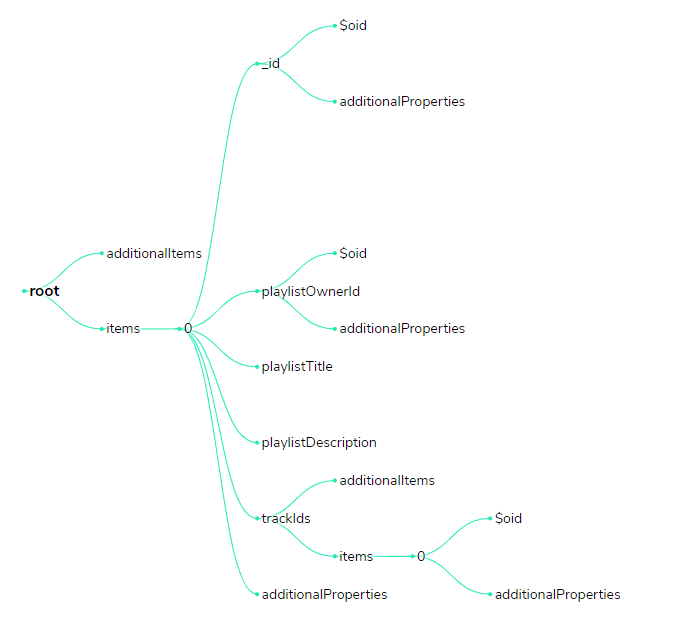 $oid
_id
additionalProperties
additionalItems
$oid
root
playlistOwnerId
items
0
additionalProperties
playlistTitle
playlistDescription
additionalItems
trackIds
$oid
items
0
additionalProperties
additionalProperties